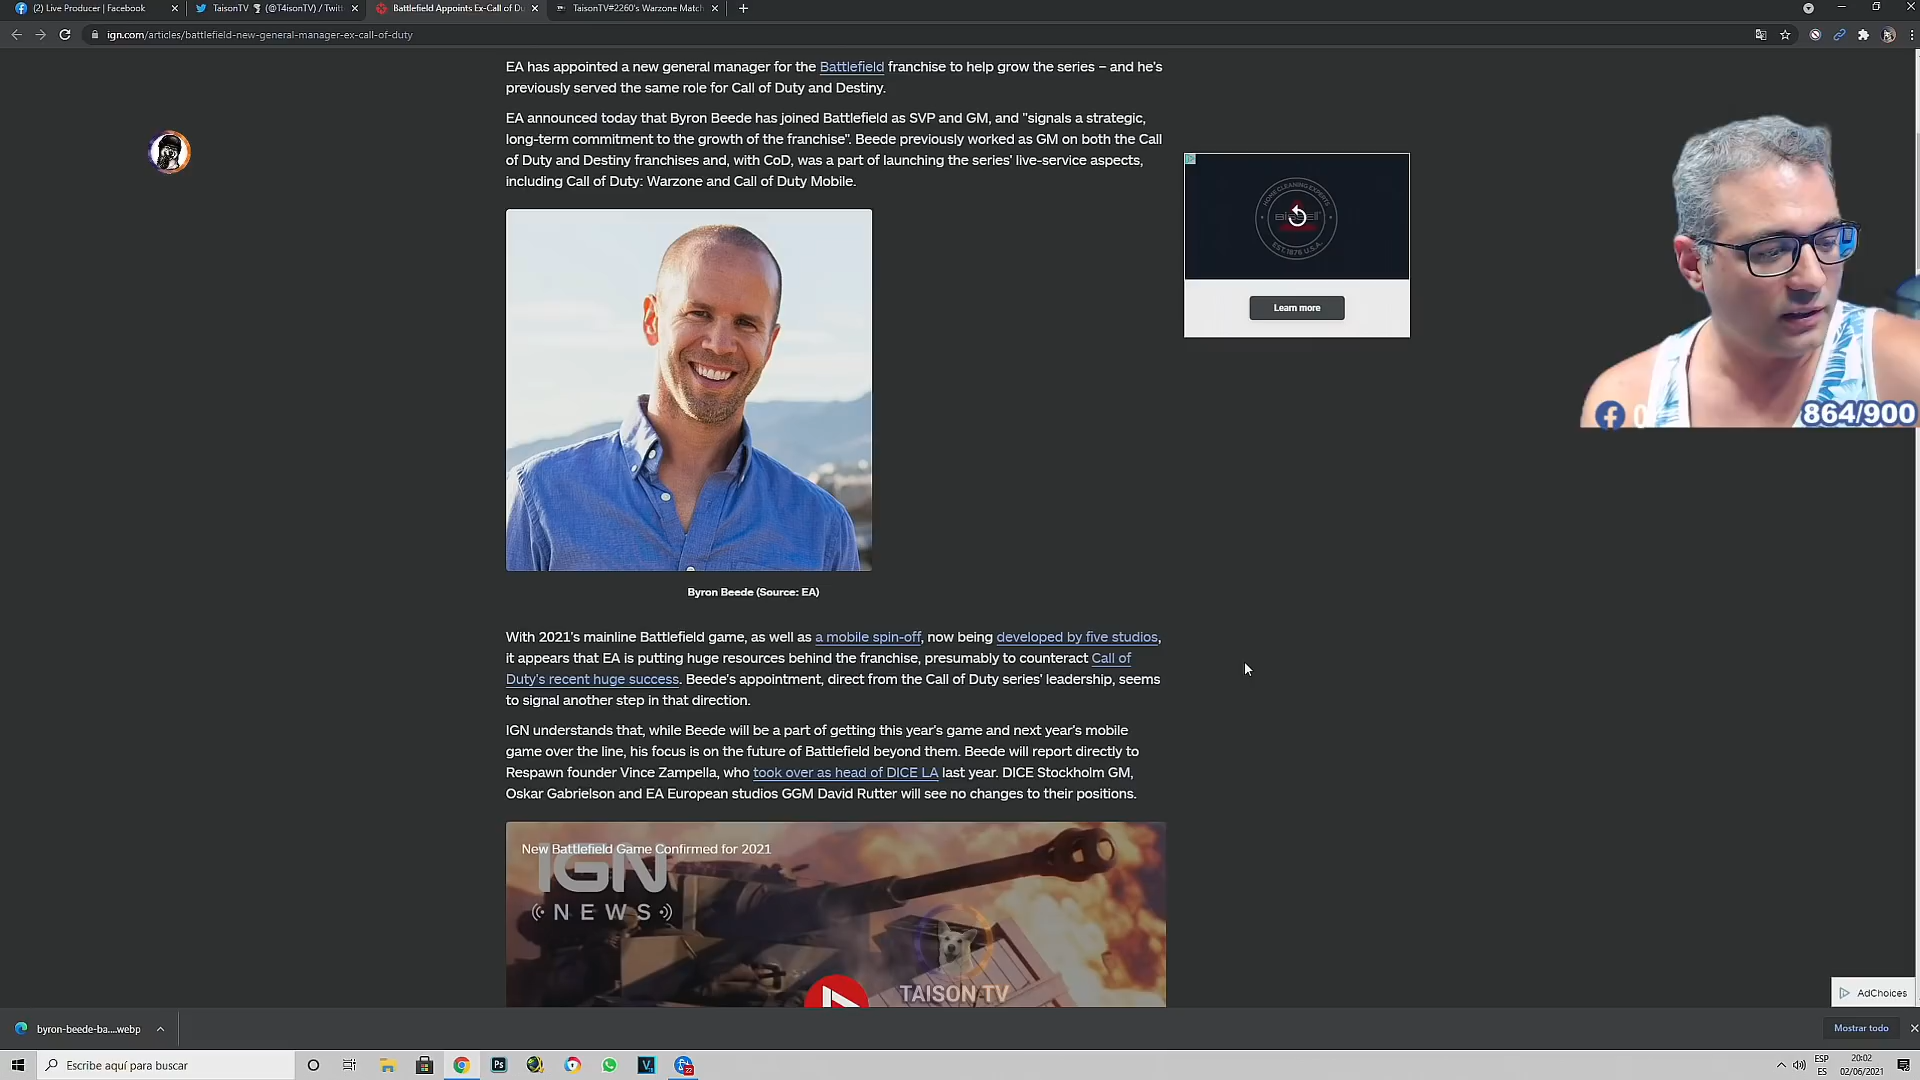 (2) Live Producer | Facebook
TaisonTV (@T4isonTV) / Twitt
Battlefield Appoints Ex-Call of Du
TaisonTV#2260's Warzone Match
ign.com/articles/battlefield-new-general-manager-ex-call-of-duty
EA has appointed a new general manager for the Battlefield franchise to help grow the series – and he's
previously served the same role for Call of Duty and Destiny.
EA announced today that Byron Beede has joined Battlefield as SVP and GM, and "signals a strategic,
long-term commitment to the growth of the franchise". Beede previously worked as GM on both the Call
of Duty and Destiny franchises and, with CoD, was a part of launching the series' live-service aspects,
including Call of Duty: Warzone and Call of Duty Mobile.
HOME CLEANING EXPERTS
BISSELL
EST. 1876 U.S.A.
Learn more
864/900
Byron Beede (Source: EA)
With 2021's mainline Battlefield game, as well as a mobile spin-off, now being developed by five studios,
it appears that EA is putting huge resources behind the franchise, presumably to counteract Call of
Duty's recent huge success. Beede's appointment, direct from the Call of Duty series' leadership, seems
to signal another step in that direction.
IGN understands that, while Beede will be a part of getting this year's game and next year's mobile
game over the line, his focus is on the future of Battlefield beyond them. Beede will report directly to
Respawn founder Vince Zampella, who took over as head of DICE LA last year. DICE Stockholm GM,
Oskar Gabrielson and EA European studios GGM David Rutter will see no changes to their positions.
New Battlefield Game Confirmed for 2021
IGN
NEWS
TAISON TV
AdChoices
byron-beede-ba....webp
Mostrar todo
Escribe aquí para buscar
Ps
V
22
ESP
ES
20:02
02/06/2021